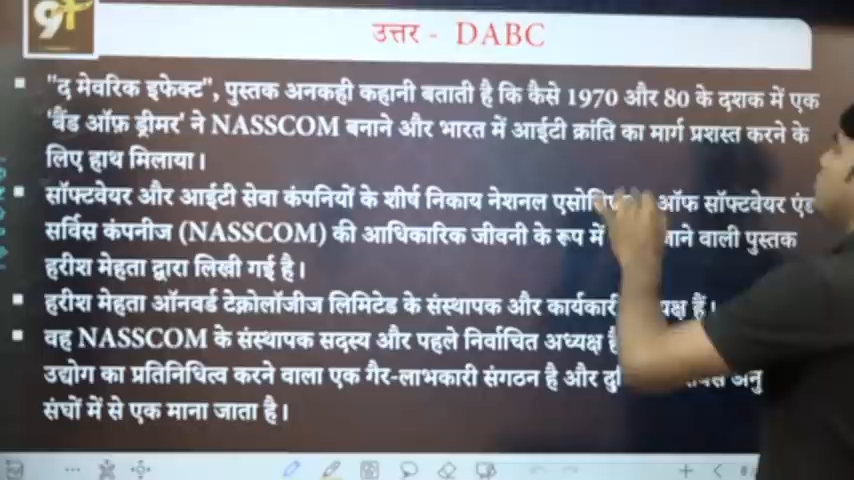 9+
उत्तर - DABC
"द मेवरिक इफेक्ट", पुस्तक अनकही कहानी बताती है कि कैसे 1970 और 80 के दशक में एक
'बैंड ऑफ़ ड्रीमर' ने NASSCOM बनाने और भारत में आईटी क्रांति का मार्ग प्रशस्त करने के
लिए हाथ मिलाया।
सॉफ्टवेयर और आईटी सेवा कंपनियों के शीर्ष निकाय नेशनल ऑफ सॉफ्टवेयर एंड
सर्विस कंपनीज (NASSCOM) की आधिकारिक जीवनी के रूप में जाने वाली पुस्तक
हरीश मेहता द्वारा लिखी गई है।
हरीश मेहता ऑनवर्ड टेक्नोलॉजीज लिमिटेड के संस्थापक और हैं।
वह NASSCOM के संस्थापक सदस्य और पहले निर्वाचित अध्यक्ष
उद्योग का प्रतिनिधित्व करने वाला एक गैर-लाभकारी संगठन है और
संघों में से एक माना जाता है।